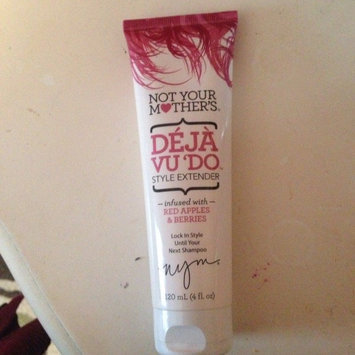 NOT YOUR
MOTHER'S
DÉJÀ
VU 'DO
STYLE EXTENDER
infused with
RED APPLES
& BERRIES
Lock in Style
Until Your
Next Shampoo
nym.
120 mL (4 fl. oz)